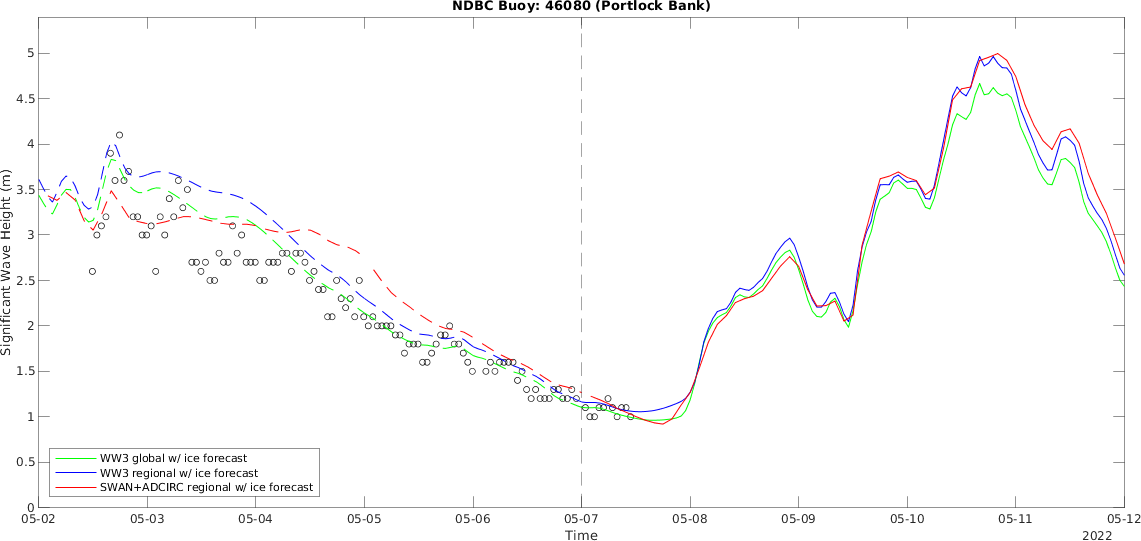 NDBC Buoy: 46080 (Portlock Bank)
Significant Wave Height (m)
5
4.5
4
3.5
3
2.5
2
1.5
1
0.5
0
WW3 global w/ ice forecast
WW3 regional w/ ice forecast
SWAN+ADCIRC regional w/ ice forecast
05-02 05-03 05-04 05-05 05-06 05-07 05-08 05-09 05-10 05-11 05-12
Time
2022